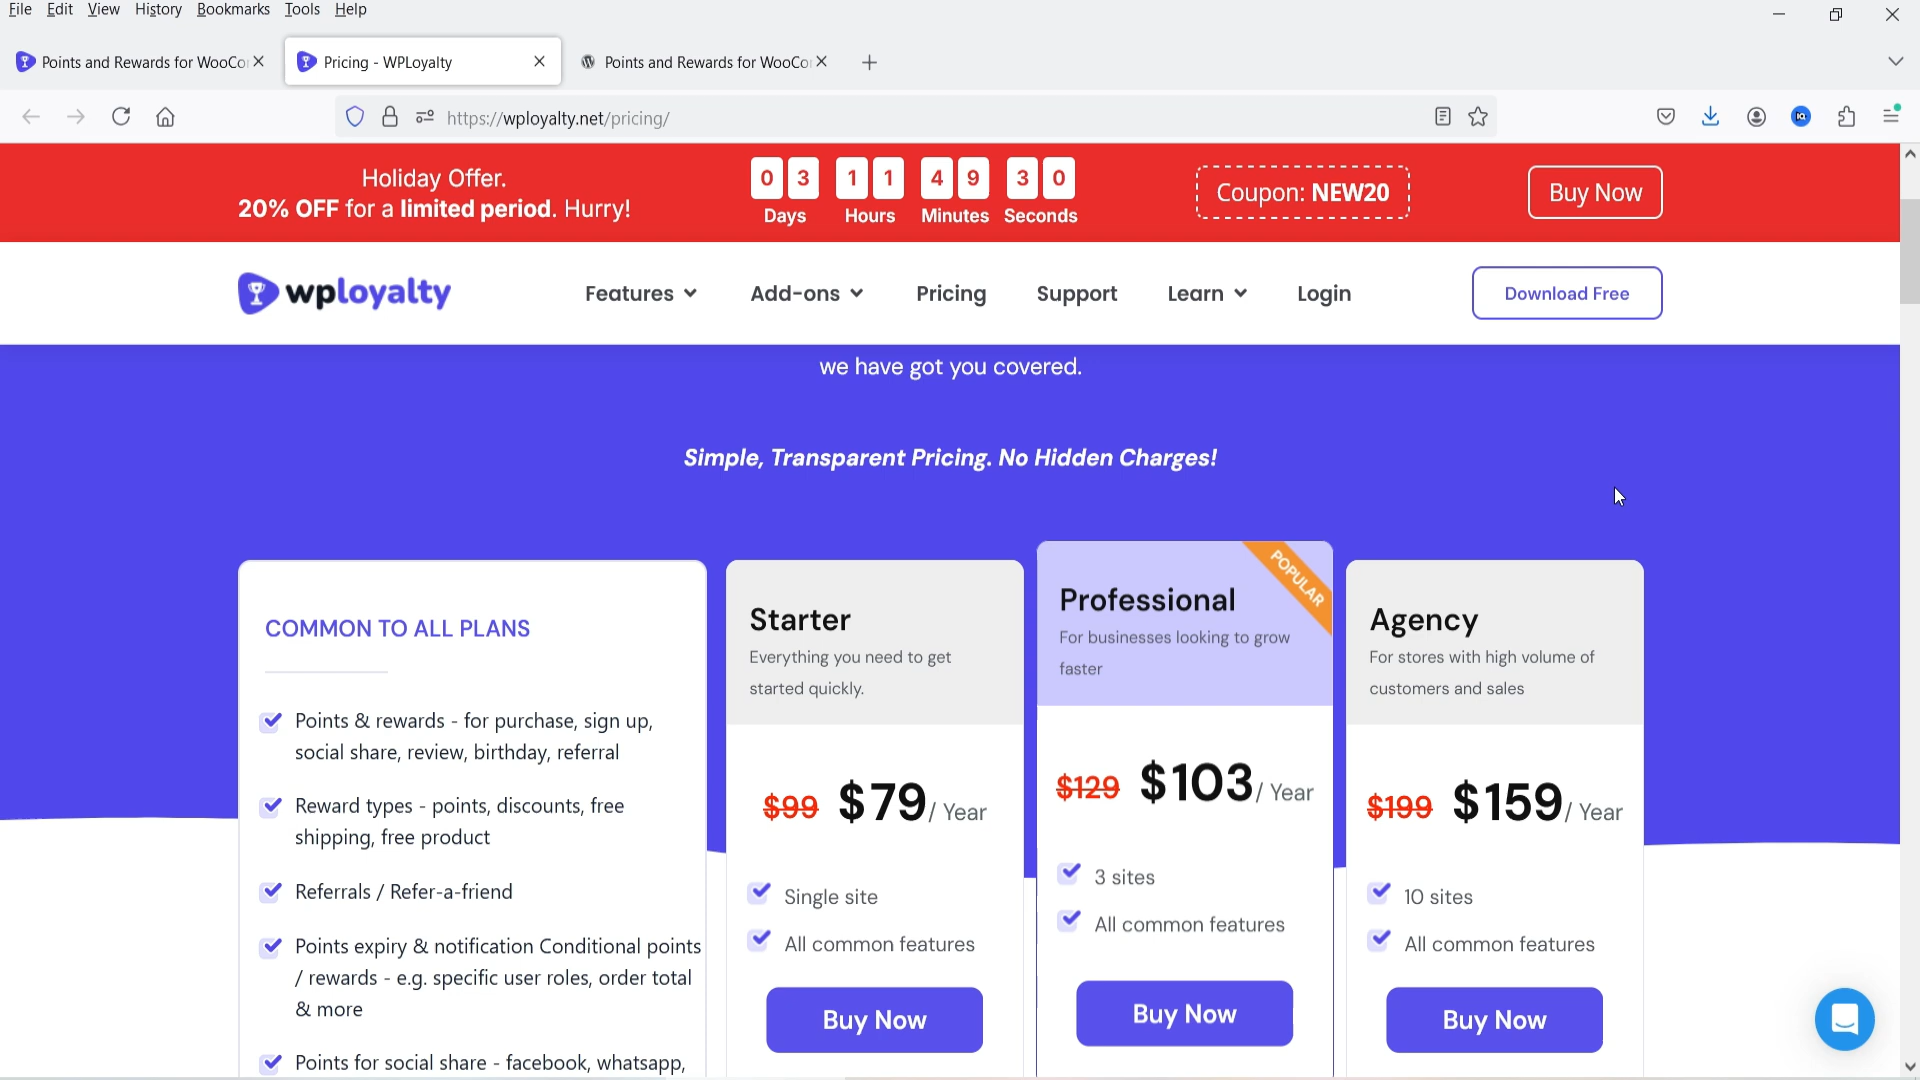 File Edit View History Bookmarks Tools Help
Points and Rewards for WooCo
Pricing - WPLoyalty
Points and Rewards for WooCo
https://wployalty.net/pricing/
Holiday Offer.
20% OFF for a limited period. Hurry!
0 3 1 1 4 9 3 0
Days Hours Minutes Seconds
Coupon: NEW20
Buy Now
wployalty
Features Add-ons Pricing Support Learn Login
Download Free
we have got you covered.
Simple, Transparent Pricing. No Hidden Charges!
COMMON TO ALL PLANS
Points & rewards - for purchase, sign up,
social share, review, birthday, referral
Reward types - points, discounts, free
shipping, free product
Referrals / Refer-a-friend
Points expiry & notification Conditional points
/ rewards - e.g. specific user roles, order total
& more
Points for social share - facebook, whatsapp,
Starter
Everything you need to get
started quickly.
$99 $79/ Year
Single site
All common features
Buy Now
POPULAR
Professional
For businesses looking to grow
faster
$129 $103/ Year
3 sites
All common features
Buy Now
Agency
For stores with high volume of
customers and sales
$199 $159/ Year
10 sites
All common features
Buy Now